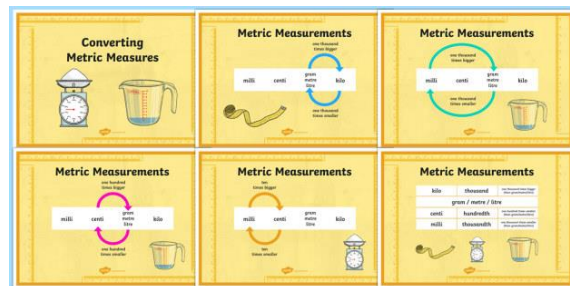 Converting
Metric Measures
Metric Measurements
one thousand
times bigger
milli centi gram metre litre kilo
one thousand
times smaller
Metric Measurements
one thousand
times bigger
milli centi gram metre litre kilo
one thousand
times smaller
Metric Measurements
one hundred
times bigger
milli centi gram metre litre kilo
one hundred
times smaller
Metric Measurements
ten
times bigger
milli centi gram metre litre kilo
ten
times smaller
Metric Measurements
kilo thousand
gram / metre / litre
centi hundredth
milli thousandth